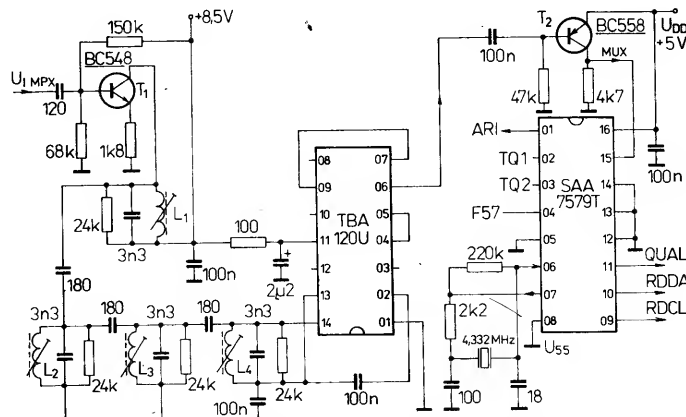 +8,5V
150k
BC548
U1 MPX
120
T1
68k
1k8
24k
3n3
L1
180
100n
100
2µ2
+
3n3
180
3n3
180
3n3
L2
24k
L3
24k
L4
24k
100n
100n
08
07
09
06
10
05
TBA
120U
11
04
12
03
13
02
14
01
T2
BC558
UDD
+5V
100n
MUX
47k
4k7
100n
ARI
TQ1
TQ2
F57
01
16
02
15
03
14
04
13
05
12
06
11
07
10
08
09
SAA
7579T
QUAL
RDDA
RDCL
220k
2k2
U55
4,332MHz
100
18